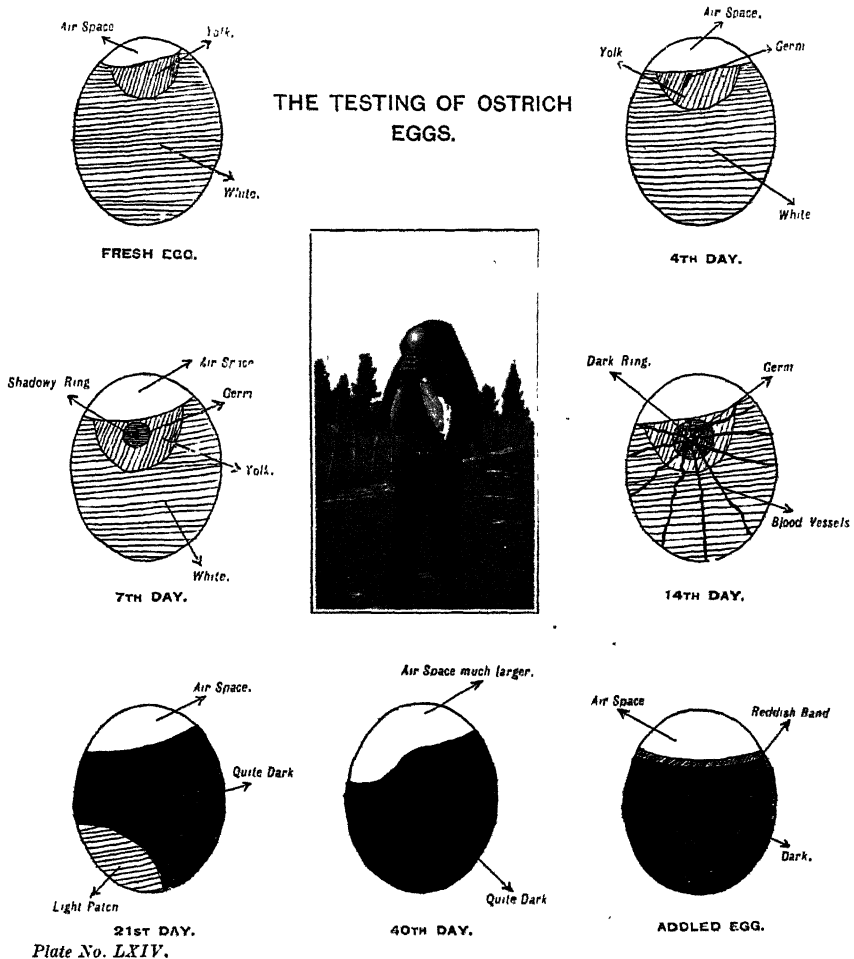 Air Space
Yolk.
White.
FRESH EGG.
THE TESTING OF OSTRICH
EGGS.
Air Space.
Yolk
Germ
White
4TH DAY.
Shadowy Ring
Air Space
Germ
Yolk.
White.
7TH DAY.
Dark Ring.
Germ
Blood Vessels
14TH DAY.
Air Space.
Quite Dark
Light Patch
21ST DAY.
Air Space much larger.
Quite Dark
40TH DAY.
Air Space
Reddish Band
Dark.
ADDLED EGG.
Plate No. LXIV.